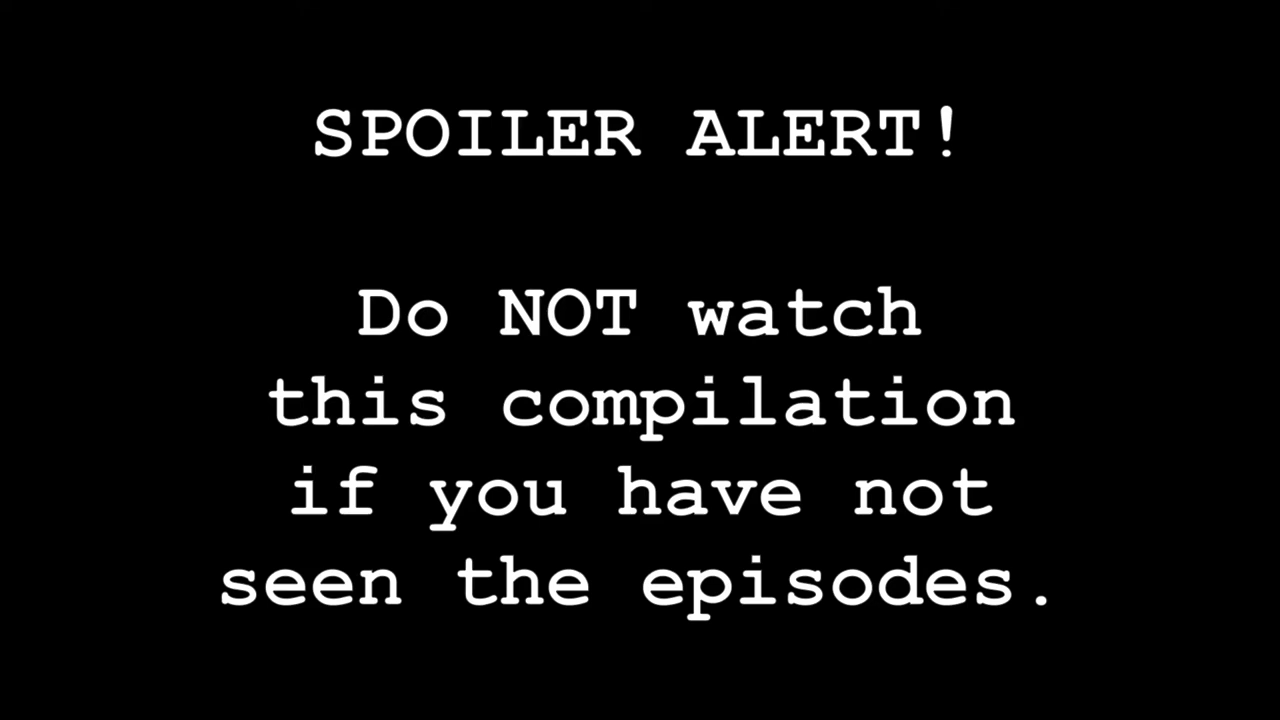 SPOILER ALERT!
Do NOT watch
this compilation
if you have not
seen the episodes.